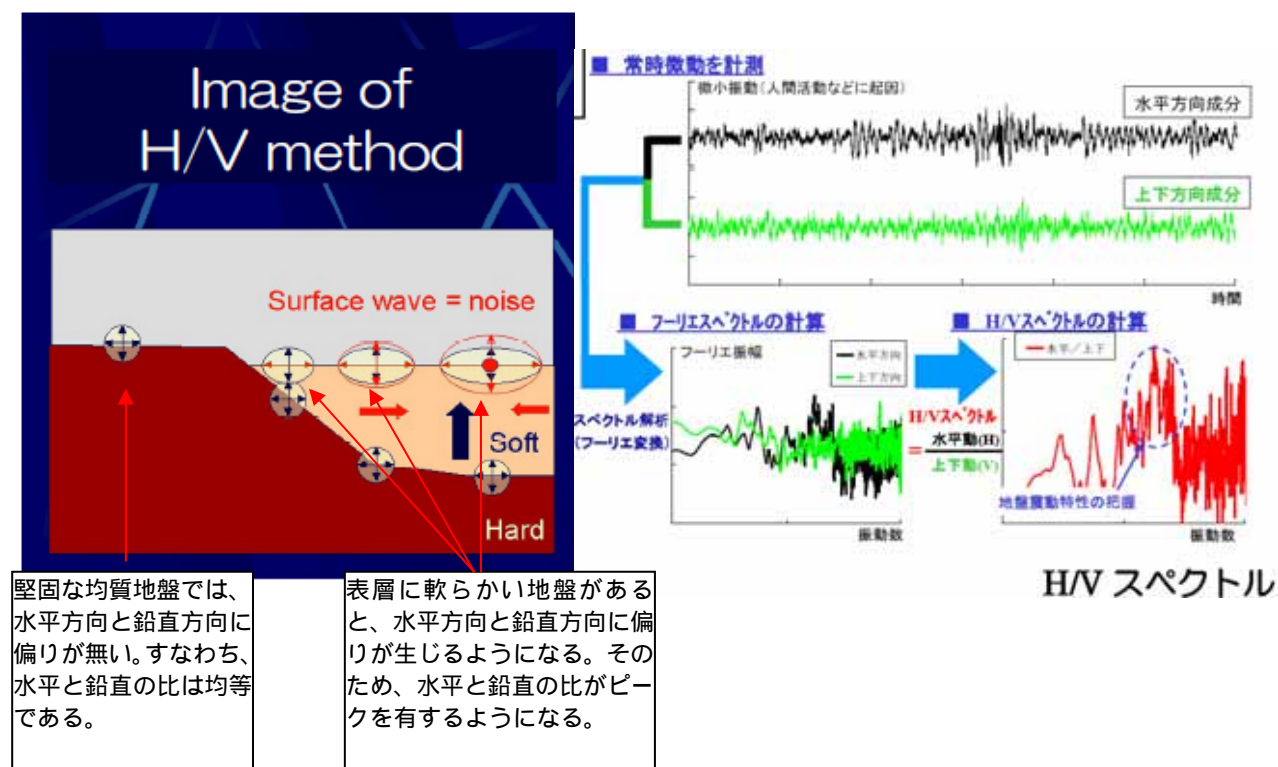 Image of
H/V method
Surface wave = noise
Soft
Hard
堅固な均質地盤では、
水平方向と鉛直方向に
偏りが無い。すなわち、
水平と鉛直の比は均等
である。
表層に軟らかい地盤がある
と、水平方向と鉛直方向に偏
りが生じるようになる。その
ため、水平と鉛直の比がピー
クを有するようになる。
■ 常時微動を計測
微小振動(人間活動などに起因)
水平方向成分
上下方向成分
時間
■ フーリエスペクトルの計算
フーリエ振幅
水平方向
上下方向
スペクトル解析
(フーリエ変換)
振動数
H/Vスペクトル
= 水平動(H)
上下動(V)
■ H/Vスペクトルの計算
水平/上下
地盤震動特性の把握
振動数
H/V スペクトル